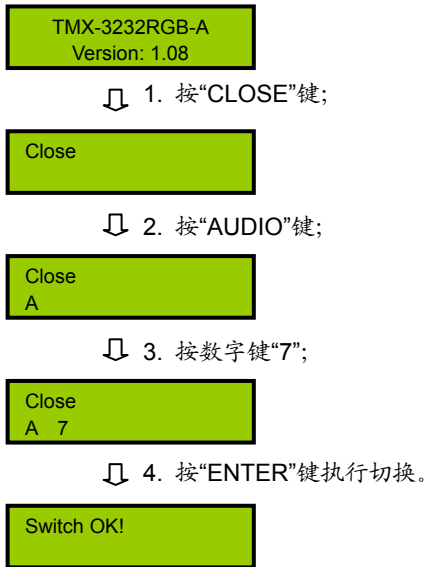 TMX-3232RGB-A
Version: 1.08
1. 按“CLOSE”键;
Close
2. 按“AUDIO”键;
Close
A
3. 按数字键“7”;
Close
A 7
4. 按“ENTER”键执行切换。
Switch OK!